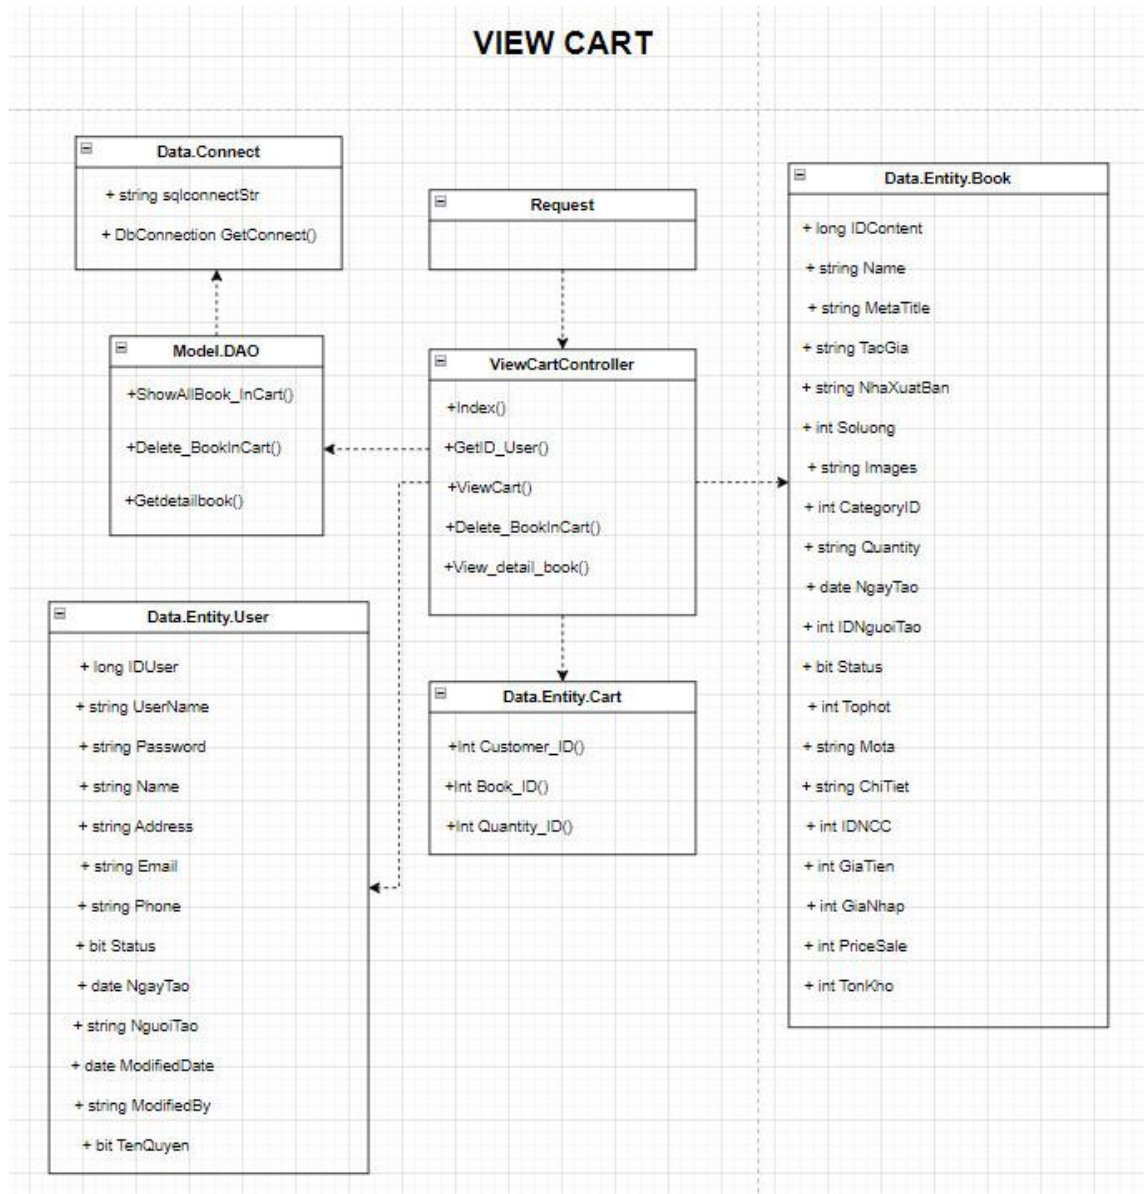 VIEW CART
Data.Connect
+ string sqlconnectStr
+ DbConnection GetConnect()
Request
Model.DAO
+ShowAllBook_InCart()
+Delete_BookInCart()
+Getdetailbook()
ViewCartController
+Index()
+GetID_User()
+ViewCart()
+Delete_BookInCart()
+View_detail_book()
Data.Entity.Book
+ long IDContent
+ string Name
+ string MetaTitle
+ string TacGia
+ string NhaXuatBan
+ int Soluong
+ string Images
+ int CategoryID
+ string Quantity
+ date NgayTao
+ int IDNguoiTao
+ bit Status
+ int Tophot
+ string Mota
+ string ChiTiet
+ int IDNCC
+ int GiaTien
+ int GiaNhap
+ int PriceSale
+ int TonKho
Data.Entity.User
+ long IDUser
+ string UserName
+ string Password
+ string Name
+ string Address
+ string Email
+ string Phone
+ bit Status
+ date NgayTao
+ string NguoiTao
+ date ModifiedDate
+ string ModifiedBy
+ bit TenQuyen
Data.Entity.Cart
+Int Customer_ID()
+Int Book_ID()
+Int Quantity_ID()